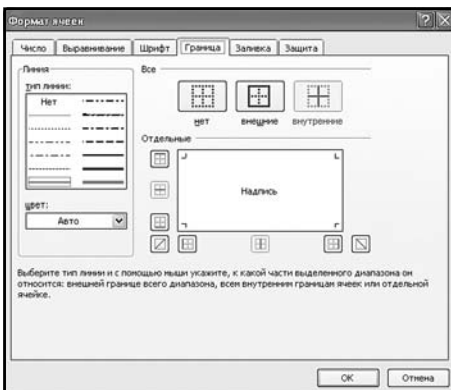 Формат ячеек
Число Выравнивание Шрифт Граница Заливка Защита
Линия
тип линии:
Нет
цвет:
Авто
Все
нет внешние внутренние
Отдельные
Надпись
Выберите тип линии и с помощью мыши укажите, к какой части выделенного диапазона он
относится: внешней границе всего диапазона, всем внутренним границам ячеек или отдельной
ячейке.
ОК Отмена